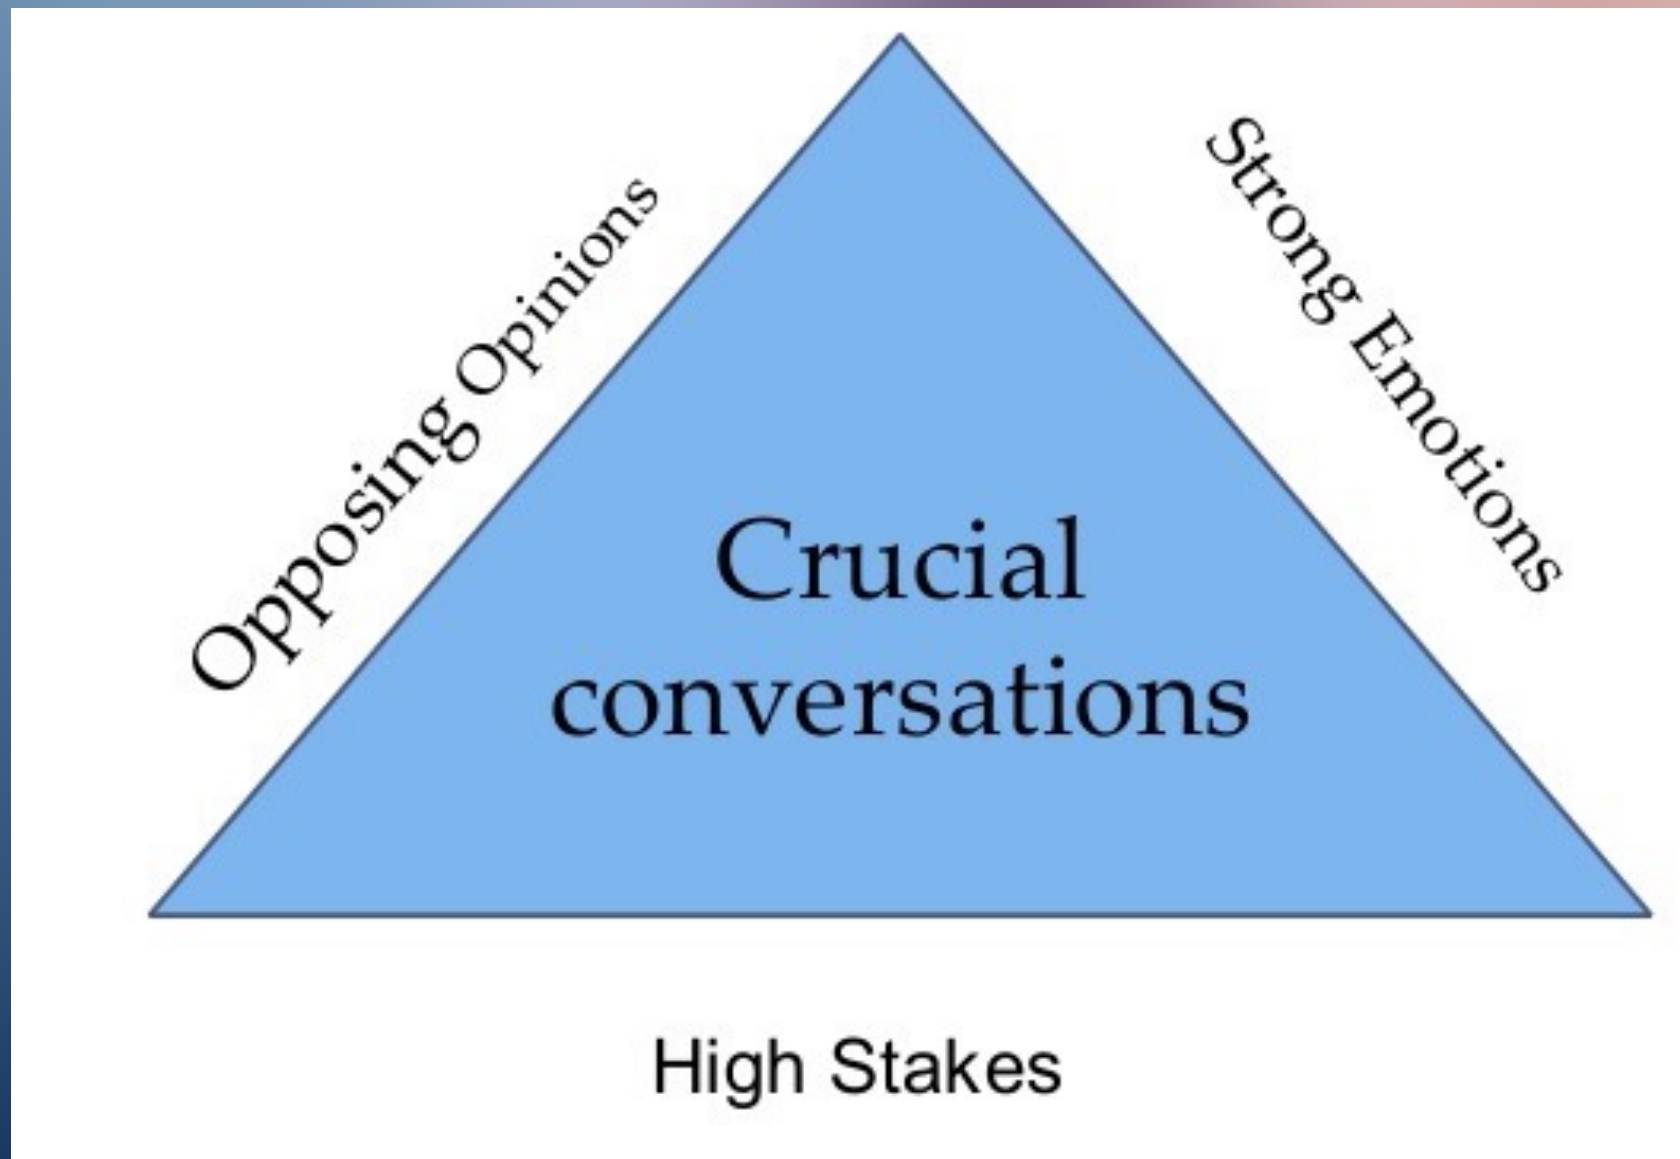 Opposing Opinions
Strong Emotions
Crucial
conversations
High Stakes